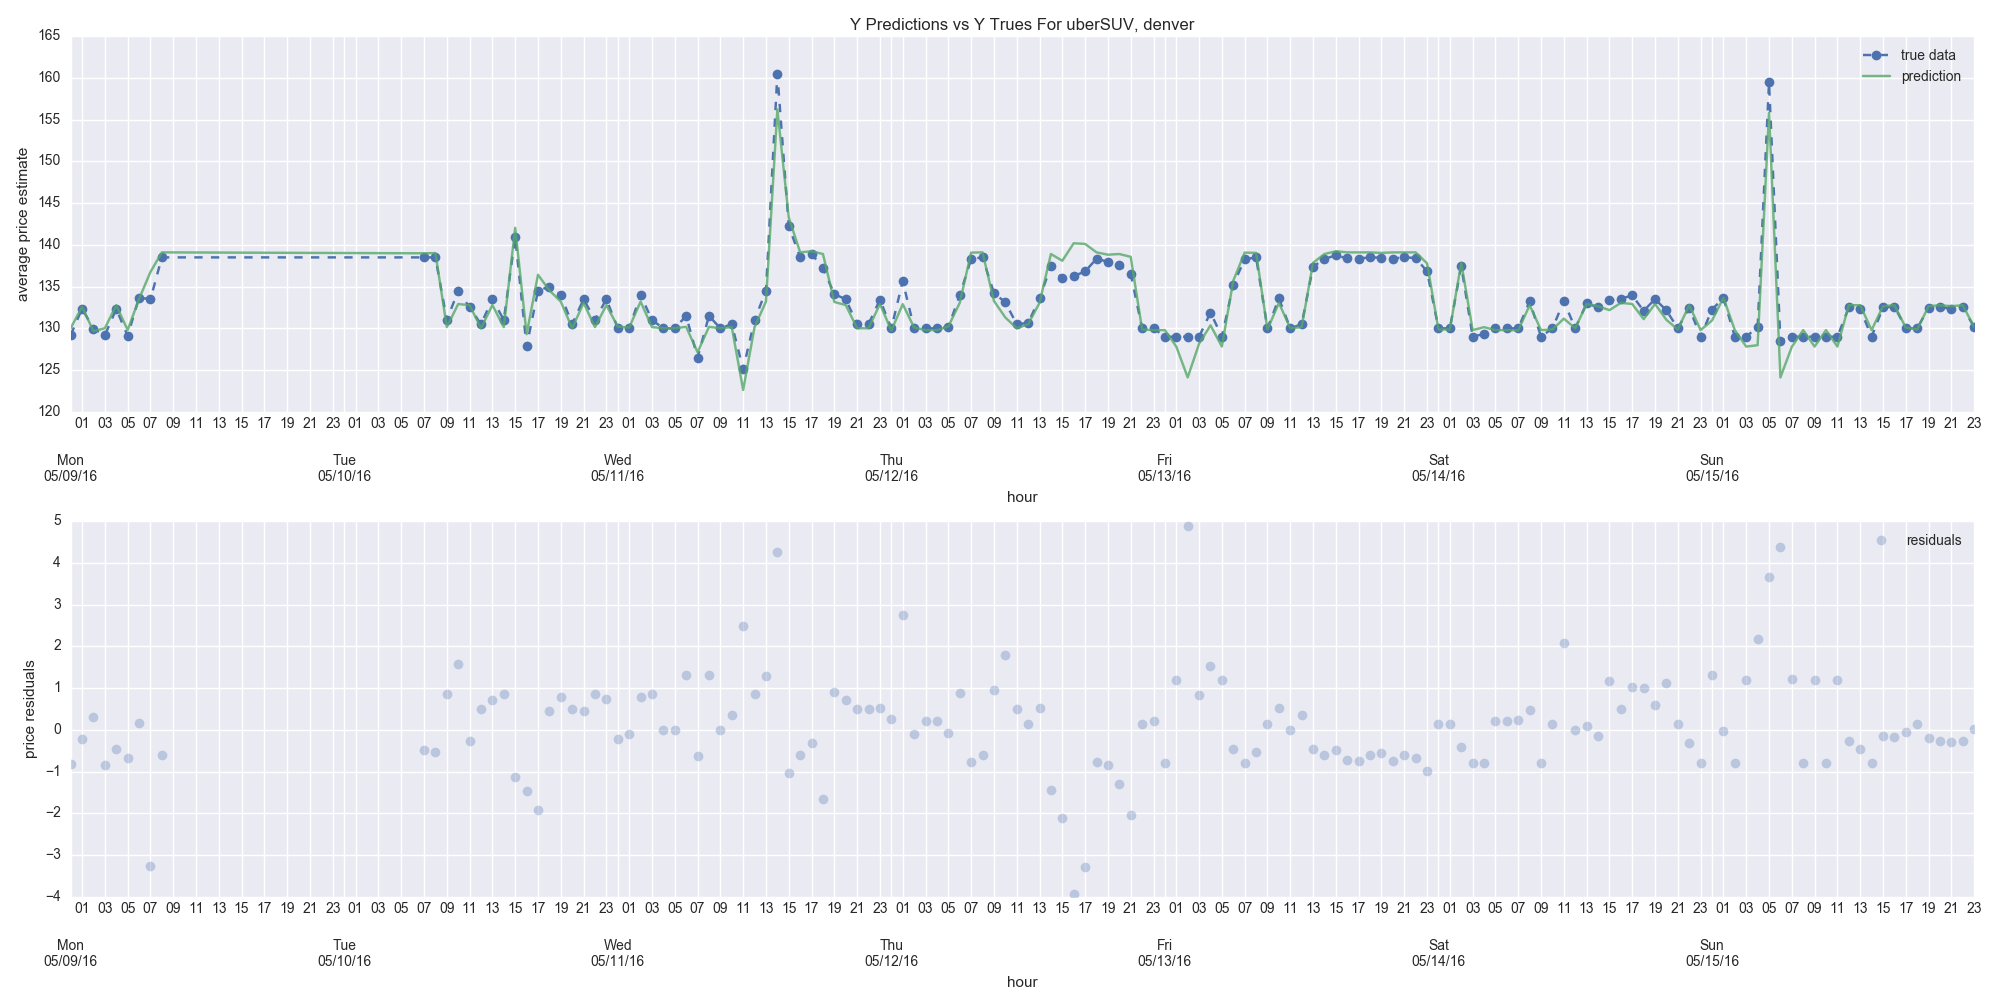 Y Predictions vs Y Trues For uberSUV, denver
165
160
155
150
145
140
135
130
125
120
average price estimate
true data
prediction
01 03 05 07 09 11 13 15 17 19 21 23 01 03 05 07 09 11 13 15 17 19 21 23 01 03 05 07 09 11 13 15 17 19 21 23 01 03 05 07 09 11 13 15 17 19 21 23 01 03 05 07 09 11 13 15 17 19 21 23 01 03 05 07 09 11 13 15 17 19 21 23 01 03 05 07 09 11 13 15 17 19 21 23
Mon Tue Wed Thu Fri Sat Sun
05/09/16 05/10/16 05/11/16 05/12/16 05/13/16 05/14/16 05/15/16
hour
5
4
3
2
1
0
−1
−2
−3
−4
price residuals
residuals
01 03 05 07 09 11 13 15 17 19 21 23 01 03 05 07 09 11 13 15 17 19 21 23 01 03 05 07 09 11 13 15 17 19 21 23 01 03 05 07 09 11 13 15 17 19 21 23 01 03 05 07 09 11 13 15 17 19 21 23 01 03 05 07 09 11 13 15 17 19 21 23 01 03 05 07 09 11 13 15 17 19 21 23
Mon Tue Wed Thu Fri Sat Sun
05/09/16 05/10/16 05/11/16 05/12/16 05/13/16 05/14/16 05/15/16
hour